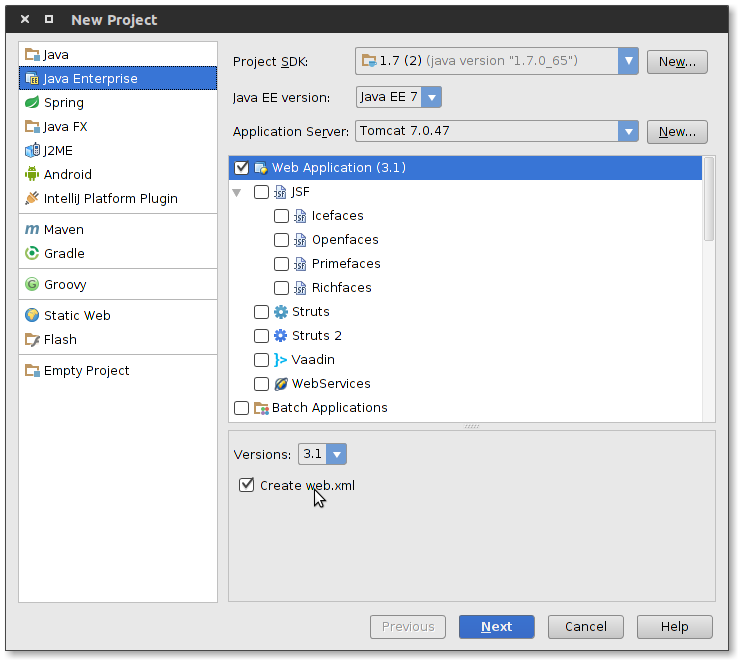 New Project
Java
Java Enterprise
Spring
Java FX
J2ME
Android
IntelliJ Platform Plugin
Maven
Gradle
Groovy
Static Web
Flash
Empty Project
Project SDK: 1.7 (2) (java version "1.7.0_65") New...
Java EE version: Java EE 7
Application Server: Tomcat 7.0.47 New...
Web Application (3.1)
JSF
Icefaces
Openfaces
Primefaces
Richfaces
Struts
Struts 2
Vaadin
WebServices
Batch Applications
Versions: 3.1
Create web.xml
Previous Next Cancel Help